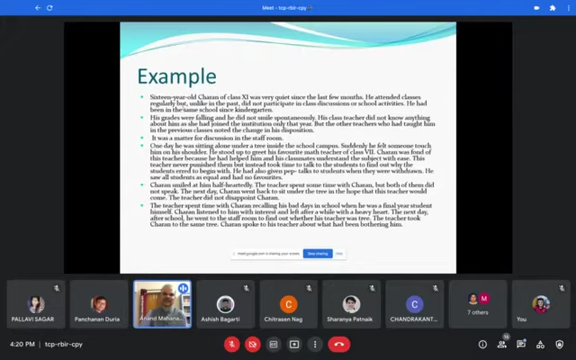 Meet – tcp-rbir-cpy
Example
Sixteen-year-old Charan of class XI was very quiet since the last few months. He attended classes
regularly but, unlike in the past, did not participate in class discussions or school activities. He had
been in the same school since kindergarten.
His grades were falling and he did not smile spontaneously. His class teacher did not know anything
about him as she had joined the institution only that year. But the other teachers who had taught him
in the previous classes noted the change in his disposition.
It was a matter for discussion in the staff room.
One day he was sitting alone under a tree inside the school campus. Suddenly he felt someone touch
him on his shoulder. He stood up to greet his favourite math teacher of class VII. Charan was fond of
this teacher because he had helped him and his classmates understand the subject with ease. This
teacher never punished them but instead took time to talk to the students to find out why the
students erred to begin with. He had also given pep- talks to students when they were withdrawn. He
saw all students as equal and had no favourites.
Charan smiled at him half-heartedly. The teacher spent some time with Charan, but both of them did
not speak. The next day, Charan went back to sit under the tree in the hope that this teacher would
come. The teacher did not disappoint Charan.
The teacher spent time with Charan recalling his bad days in school when he was a final year student
himself. Charan listened to him with interest and left after a while with a heavy heart. The next day,
after school, he went to the staff room to find out whether his teacher was free. The teacher took
Charan to the same tree. Charan spoke to his teacher about what had been bothering him.
meet.google.com is sharing your screen.
Stop sharing
Hide
PALLAVI SAGAR
Panchanan Duria
Anand Mahana
Ashish Bagarti
C
Chitrasen Nag
Sharanya Patnaik
C
CHANDRAKANT...
M
7 others
You
4:20 PM
tcp-rbir-cpy